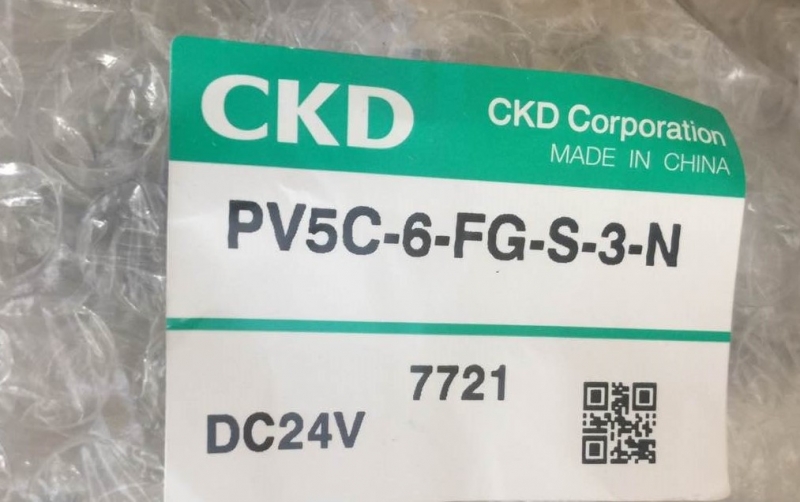 CKD
CKD Corporation
MADE IN CHINA
PV5C-6-FG-S-3-N
7721
DC24V